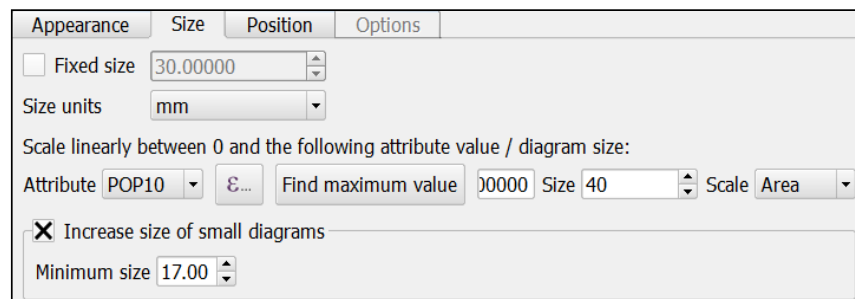 Appearance Size Position Options
Fixed size 30.00000
Size units mm
Scale linearly between 0 and the following attribute value / diagram size:
Attribute POP10 ε... Find maximum value 00000 Size 40 Scale Area
Increase size of small diagrams
Minimum size 17.00